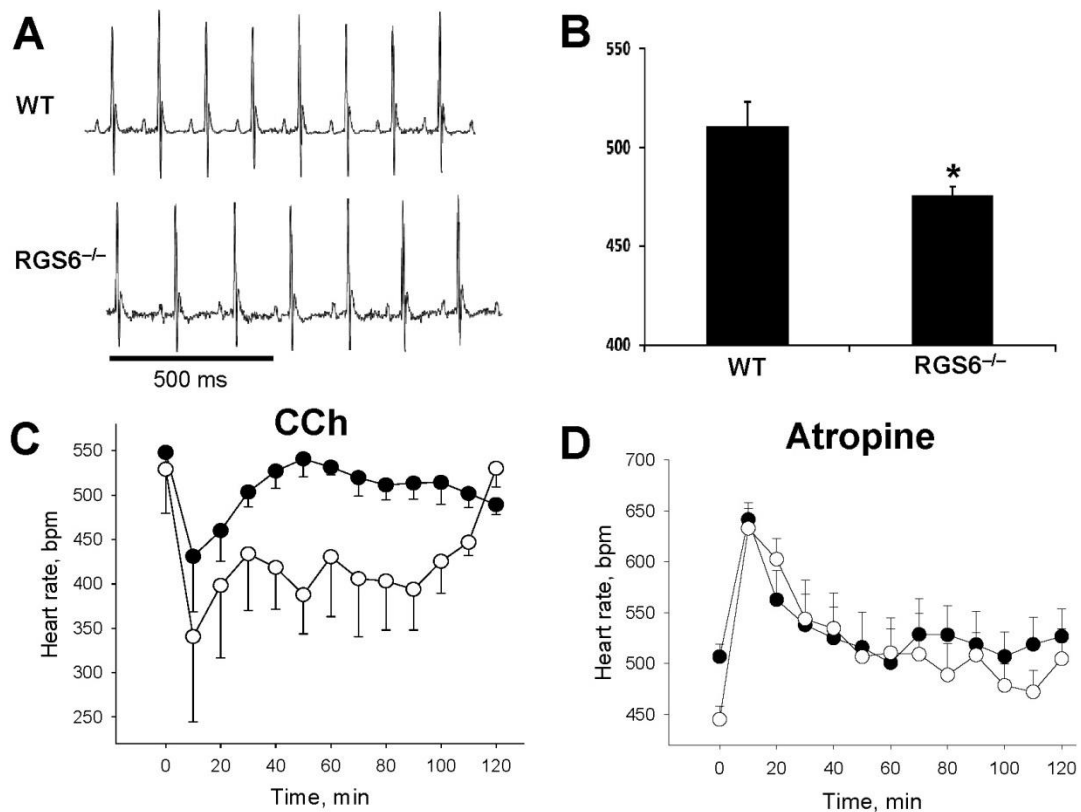 A
WT
RGS6⁻/⁻
500 ms
B
550
500
450
400
*
WT
RGS6⁻/⁻
C
CCh
Heart rate, bpm
550
500
450
400
350
300
250
0 20 40 60 80 100 120
Time, min
D
Atropine
Heart rate, bpm
700
650
600
550
500
450
0 20 40 60 80 100 120
Time, min